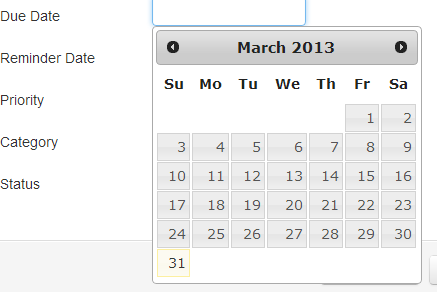 Due Date
March 2013
Su Mo Tu We Th Fr Sa
1 2
3 4 5 6 7 8 9
10 11 12 13 14 15 16
17 18 19 20 21 22 23
24 25 26 27 28 29 30
31
Reminder Date
Priority
Category
Status